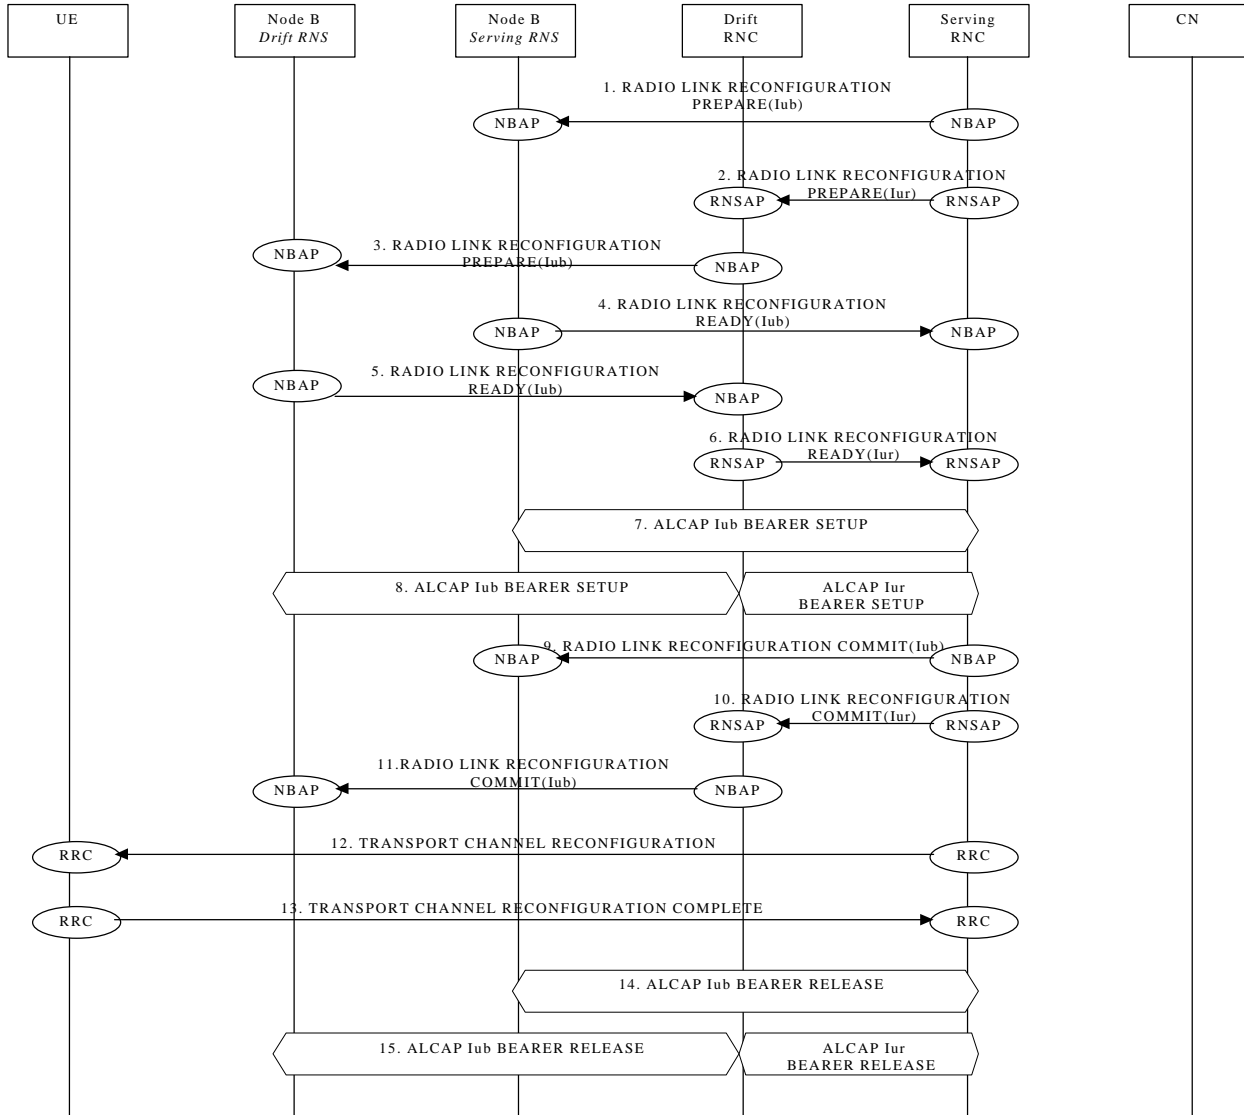 UE
Node B
Drift RNS
Node B
Serving RNS
Drift
RNC
Serving
RNC
CN
1. RADIO LINK RECONFIGURATION
PREPARE(Iub)
NBAP
NBAP
2. RADIO LINK RECONFIGURATION
PREPARE(Iur)
RNSAP
RNSAP
3. RADIO LINK RECONFIGURATION
PREPARE(Iub)
NBAP
NBAP
4. RADIO LINK RECONFIGURATION
READY(Iub)
NBAP
NBAP
5. RADIO LINK RECONFIGURATION
READY(Iub)
NBAP
NBAP
6. RADIO LINK RECONFIGURATION
READY(Iur)
RNSAP
RNSAP
7. ALCAP Iub BEARER SETUP
8. ALCAP Iub BEARER SETUP
ALCAP Iur
BEARER SETUP
9. RADIO LINK RECONFIGURATION COMMIT(Iub)
NBAP
NBAP
10. RADIO LINK RECONFIGURATION
COMMIT(Iur)
RNSAP
RNSAP
11.RADIO LINK RECONFIGURATION
COMMIT(Iub)
NBAP
NBAP
12. TRANSPORT CHANNEL RECONFIGURATION
RRC
RRC
13. TRANSPORT CHANNEL RECONFIGURATION COMPLETE
RRC
RRC
14. ALCAP Iub BEARER RELEASE
15. ALCAP Iub BEARER RELEASE
ALCAP Iur
BEARER RELEASE